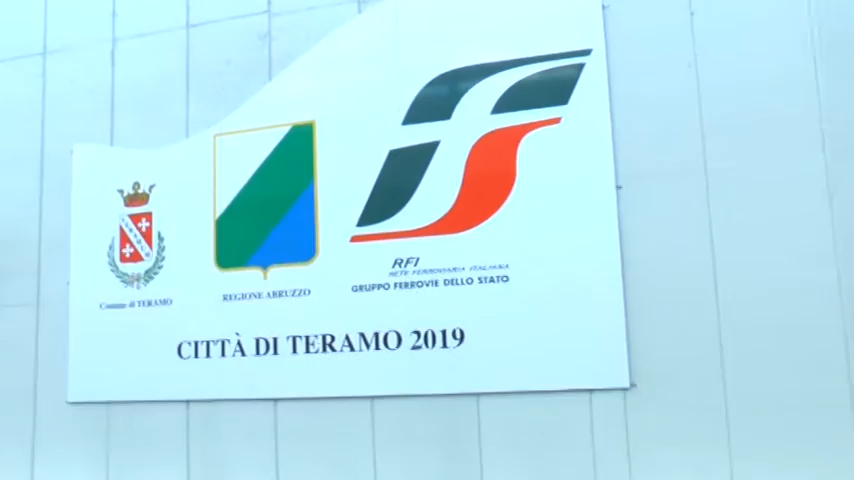 Comune di TERAMO
REGIONE ABRUZZO
RFI
RETE FERROVIARIA ITALIANA
GRUPPO FERROVIE DELLO STATO
CITTÀ DI TERAMO 2019